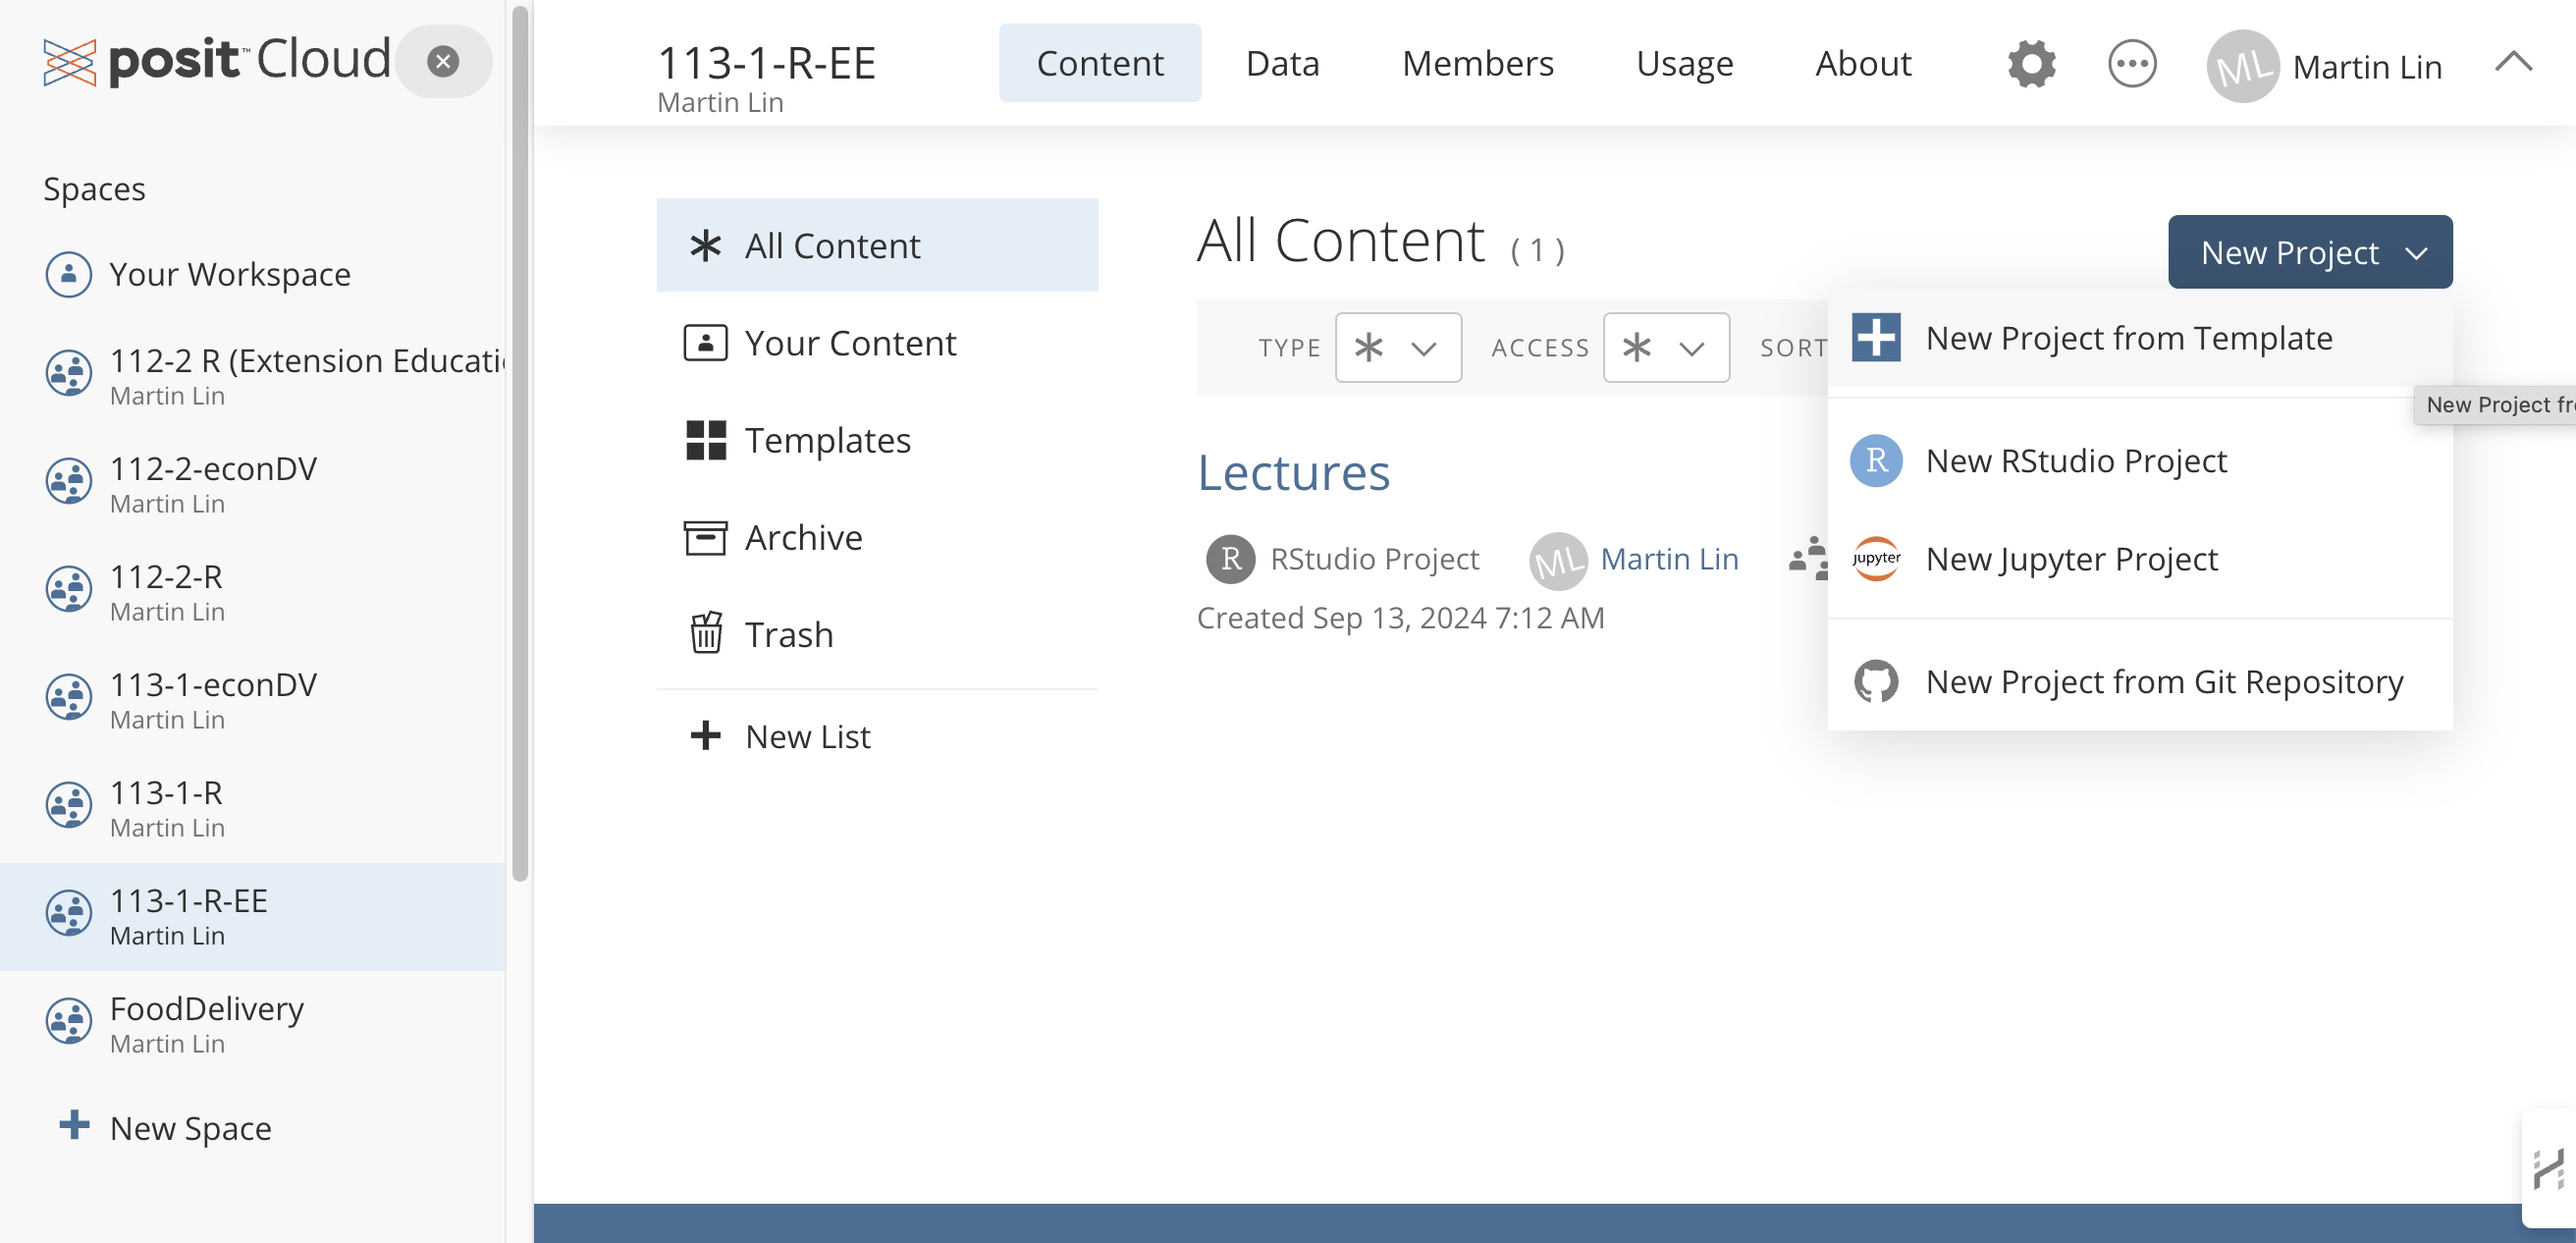 posit™ Cloud
Spaces
Your Workspace
112-2 R (Extension Educati
Martin Lin
112-2-econDV
Martin Lin
112-2-R
Martin Lin
113-1-econDV
Martin Lin
113-1-R
Martin Lin
113-1-R-EE
Martin Lin
FoodDelivery
Martin Lin
New Space
113-1-R-EE
Martin Lin
Content
Data
Members
Usage
About
ML
Martin Lin
All Content
Your Content
Templates
Archive
Trash
New List
All Content ( 1 )
New Project
TYPE
ACCESS
SORT
Lectures
R RStudio Project
ML Martin Lin
Created Sep 13, 2024 7:12 AM
New Project from Template
New Project fr
R New RStudio Project
jupyter New Jupyter Project
New Project from Git Repository